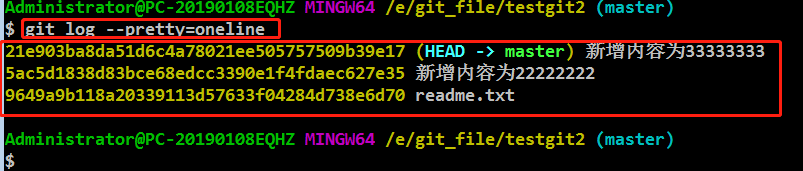 Administrator@PC-20190108EQHZ MINGW64 /e/git_file/testgit2 (master)
$ git log --pretty=oneline
21e903ba8da51d6c4a78021ee505757509b39e17 (HEAD -> master) 新增内容为33333333
5ac5d1838d83bce68edcc3390e1f4fdaec627e35 新增内容为22222222
9649a9b118a20339113d57633f04284d738e6d70 readme.txt
Administrator@PC-20190108EQHZ MINGW64 /e/git_file/testgit2 (master)
$